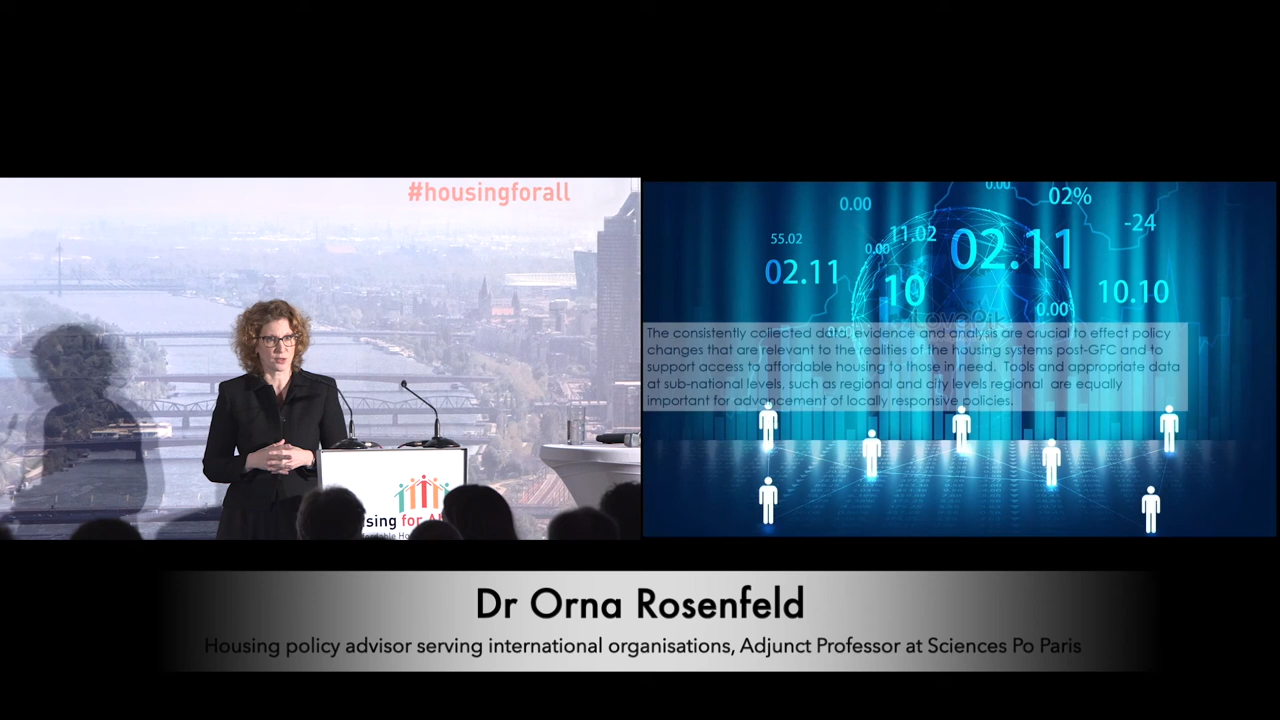 #housingforall
sing for Al
0.00
02%
0.00
-24
55.02
11.02
0.00
02.11
02.11
10
10.10
0.00
The consistently collected data, evidence and analysis are crucial to effect policy
changes that are relevant to the realities of the housing systems post-GFC and to
support access to affordable housing to those in need. Tools and appropriate data
at sub-national levels, such as regional and city levels regional are equally
important for advancement of locally responsive policies.
Dr Orna Rosenfeld
Housing policy advisor serving international organisations, Adjunct Professor at Sciences Po Paris